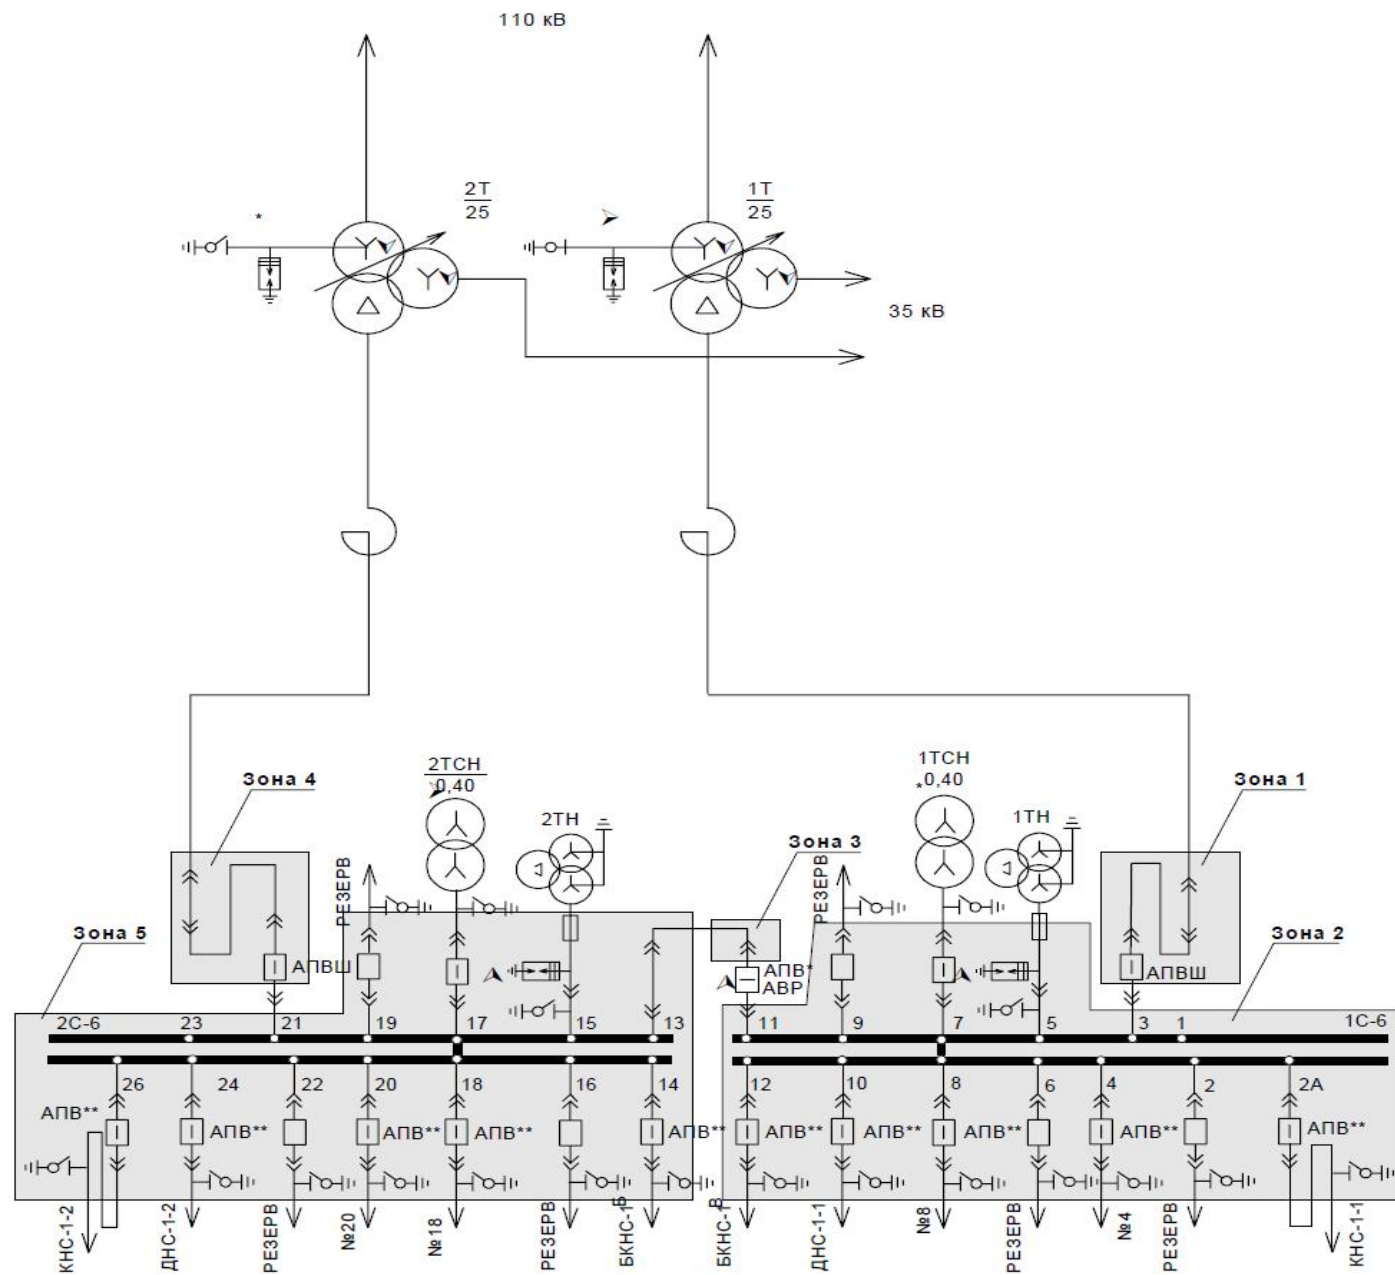 110 кВ
*
2Т
25
1Т
25
35 кВ
Зона 4
2ТСН
0,40
2ТН
1ТСН
*0,40
1ТН
Зона 1
Зона 3
РЕЗЕРВ
РЕЗЕРВ
Зона 5
Зона 2
АПВШ
АПВ*
АВР
АПВШ
2С-6 23 21 19 17 15 13 11 9 7 5 3 1 1С-6
26 24 22 20 18 16 14 12 10 8 6 4 2 2А
АПВ** АПВ** АПВ** АПВ** АПВ** АПВ** АПВ** АПВ** АПВ** АПВ**
КНС-1-2
ДНС-1-2
РЕЗЕРВ
№20
№18
РЕЗЕРВ
БКНС-1Б
БКНС-1В
ДНС-1-1
№8
РЕЗЕРВ
№4
РЕЗЕРВ
КНС-1-1